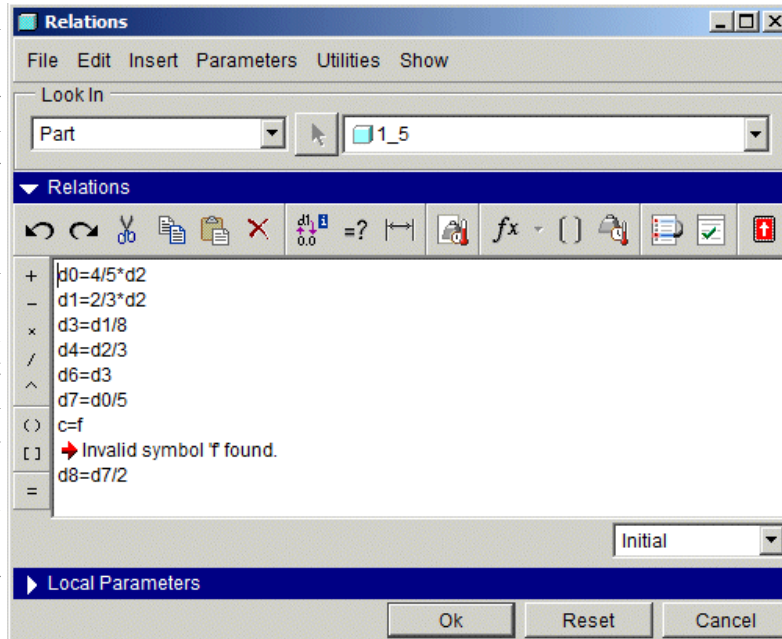 Relations
File Edit Insert Parameters Utilities Show
Look In
Part 1_5
Relations
d1 0.0 =? fx [ ]
+
−
×
/
^
( )
[ ]
=
d0=4/5*d2
d1=2/3*d2
d3=d1/8
d4=d2/3
d6=d3
d7=d0/5
c=f
Invalid symbol 'f' found.
d8=d7/2
Initial
Local Parameters
Ok Reset Cancel